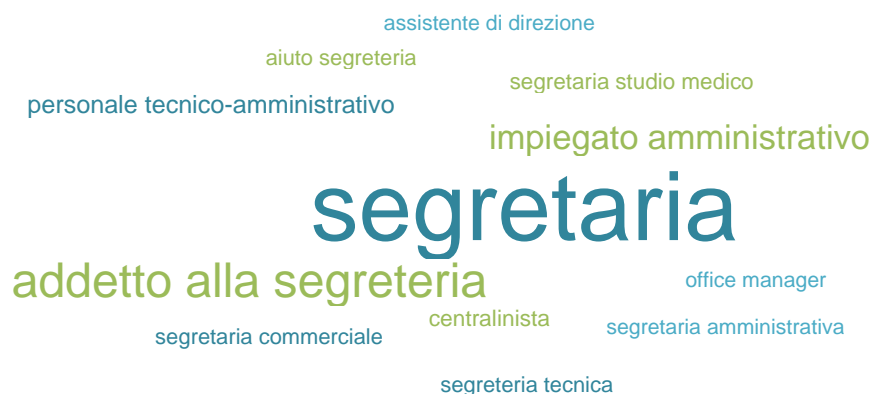 assistente di direzione
aiuto segreteria
segretaria studio medico
personale tecnico-amministrativo
impiegato amministrativo
segretaria
addetto alla segreteria
office manager
centralinista
segretaria amministrativa
segretaria commerciale
segreteria tecnica